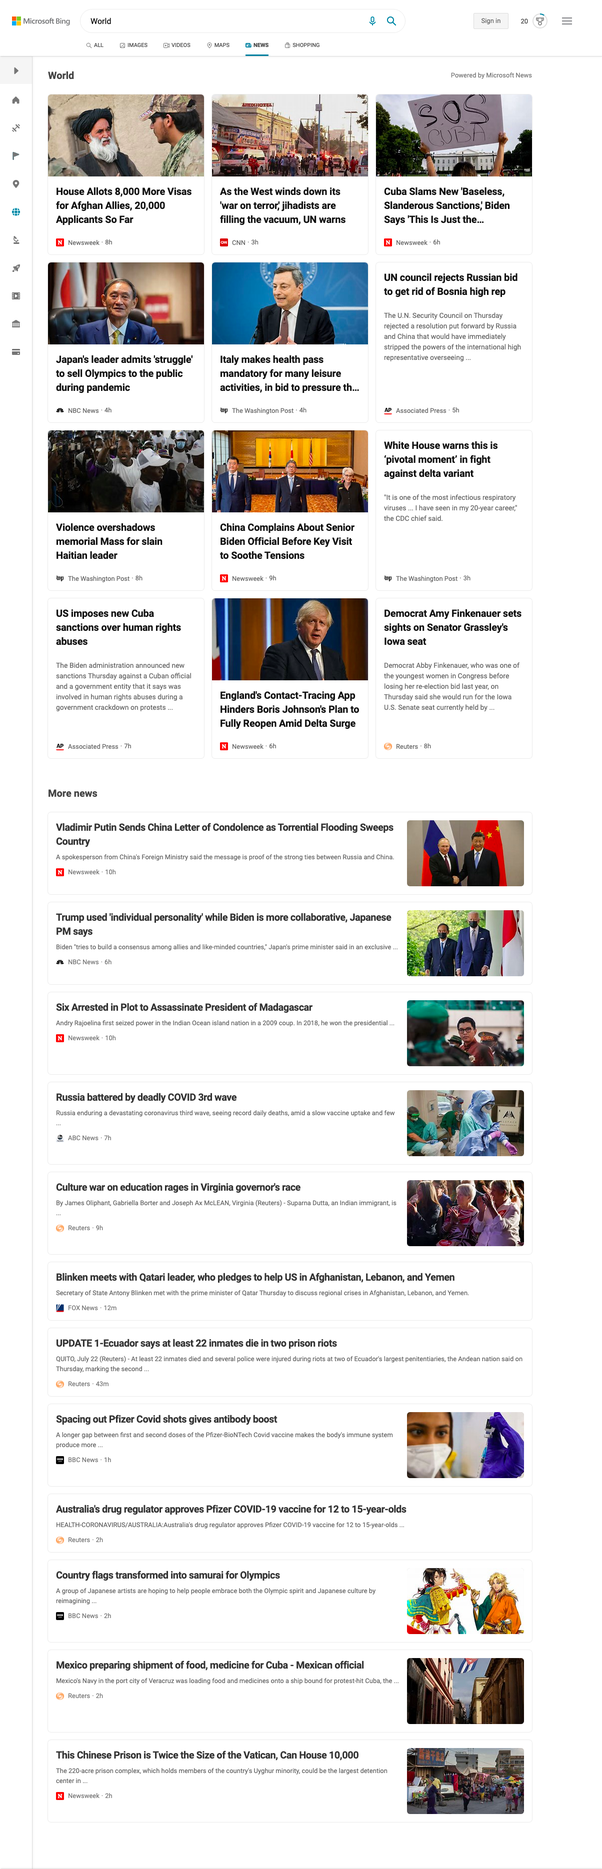 Microsoft Bing
World
Sign in
20
ALL
IMAGES
VIDEOS
MAPS
NEWS
SHOPPING
World
Powered by Microsoft News
SOS
CUBA
House Allots 8,000 More Visas
for Afghan Allies, 20,000
Applicants So Far
Newsweek · 8h
As the West winds down its
'war on terror,' jihadists are
filling the vacuum, UN warns
CNN · 3h
Cuba Slams New 'Baseless,
Slanderous Sanctions,' Biden
Says 'This Is Just the...
Newsweek · 6h
Japan's leader admits 'struggle'
to sell Olympics to the public
during pandemic
NBC News · 4h
Italy makes health pass
mandatory for many leisure
activities, in bid to pressure th...
The Washington Post · 4h
UN council rejects Russian bid
to get rid of Bosnia high rep
The U.N. Security Council on Thursday
rejected a resolution put forward by Russia
and China that would have immediately
stripped the powers of the international high
representative overseeing ...
Associated Press · 5h
Violence overshadows
memorial Mass for slain
Haitian leader
The Washington Post · 8h
China Complains About Senior
Biden Official Before Key Visit
to Soothe Tensions
Newsweek · 9h
White House warns this is
'pivotal moment' in fight
against delta variant
"It is one of the most infectious respiratory
viruses ... I have seen in my 20-year career,"
the CDC chief said.
The Washington Post · 3h
US imposes new Cuba
sanctions over human rights
abuses
The Biden administration announced new
sanctions Thursday against a Cuban official
and a government entity that it says was
involved in human rights abuses during a
government crackdown on protests ...
Associated Press · 7h
England's Contact-Tracing App
Hinders Boris Johnson's Plan to
Fully Reopen Amid Delta Surge
Newsweek · 6h
Democrat Amy Finkenauer sets
sights on Senator Grassley's
Iowa seat
Democrat Abby Finkenauer, who was one of
the youngest women in Congress before
losing her re-election bid last year, on
Thursday said she would run for the Iowa
U.S. Senate seat currently held by ...
Reuters · 8h
More news
Vladimir Putin Sends China Letter of Condolence as Torrential Flooding Sweeps
Country
A spokesperson from China's Foreign Ministry said the message is proof of the strong ties between Russia and China.
Newsweek · 10h
Trump used 'individual personality' while Biden is more collaborative, Japanese
PM says
Biden "tries to build a consensus among allies and like-minded countries," Japan's prime minister said in an exclusive ...
NBC News · 6h
Six Arrested in Plot to Assassinate President of Madagascar
Andry Rajoelina first seized power in the Indian Ocean island nation in a 2009 coup. In 2018, he won the presidential ...
Newsweek · 10h
Russia battered by deadly COVID 3rd wave
Russia enduring a devastating coronavirus third wave, seeing record daily deaths, amid a slow vaccine uptake and few
...
ABC News · 7h
Culture war on education rages in Virginia governor's race
By James Oliphant, Gabriella Borter and Joseph Ax McLEAN, Virginia (Reuters) - Suparna Dutta, an Indian immigrant, is
...
Reuters · 9h
Blinken meets with Qatari leader, who pledges to help US in Afghanistan, Lebanon, and Yemen
Secretary of State Antony Blinken met with the prime minister of Qatar Thursday to discuss regional crises in Afghanistan, Lebanon, and Yemen.
FOX News · 12m
UPDATE 1-Ecuador says at least 22 inmates die in two prison riots
QUITO, July 22 (Reuters) - At least 22 inmates died and several police were injured during riots at two of Ecuador's largest penitentiaries, the Andean nation said on
Thursday, marking the second ...
Reuters · 43m
Spacing out Pfizer Covid shots gives antibody boost
A longer gap between first and second doses of the Pfizer-BioNTech Covid vaccine makes the body's immune system
produce more ...
BBC News · 1h
Australia's drug regulator approves Pfizer COVID-19 vaccine for 12 to 15-year-olds
HEALTH-CORONAVIRUS/AUSTRALIA:Australia's drug regulator approves Pfizer COVID-19 vaccine for 12 to 15-year-olds ...
Reuters · 2h
Country flags transformed into samurai for Olympics
A group of Japanese artists are hoping to help people embrace both the Olympic spirit and Japanese culture by
reimagining ...
BBC News · 2h
Mexico preparing shipment of food, medicine for Cuba - Mexican official
Mexico's Navy in the port city of Veracruz was loading food and medicines onto a ship bound for protest-hit Cuba, the ...
Reuters · 2h
This Chinese Prison is Twice the Size of the Vatican, Can House 10,000
The 220-acre prison complex, which holds members of the country's Uyghur minority, could be the largest detention
center in ...
Newsweek · 2h